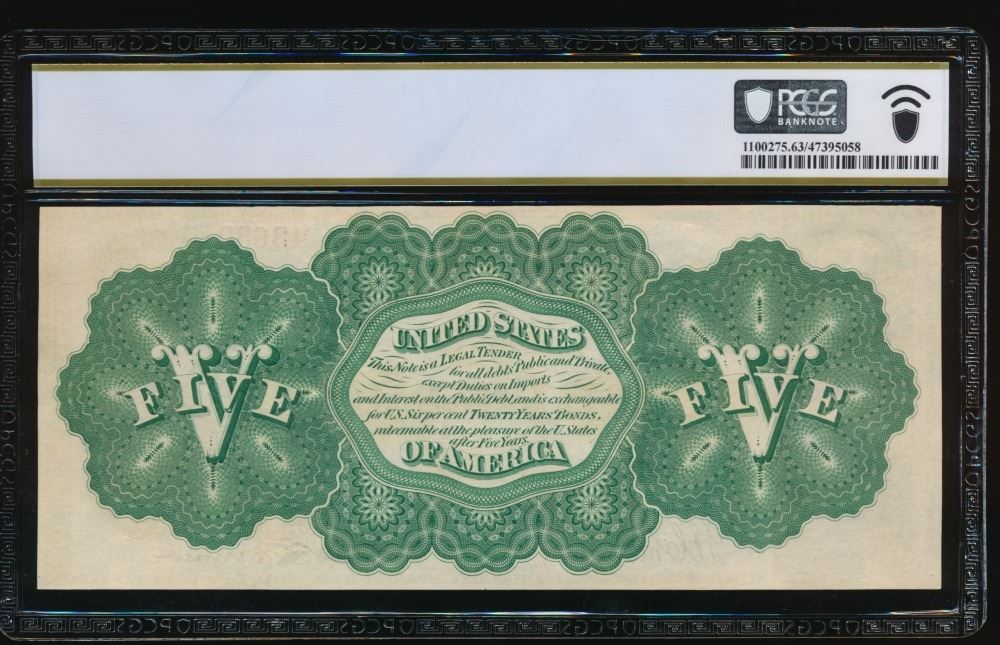 PCGS
BANKNOTE
1100275.63/47395058
FIVE
V
UNITED STATES
This Note is a LEGAL TENDER
for all debts Public and Private
except Duties on Imports
and Interest on the Public Debt, and is exchangeable
for U.S. Six per cent TWENTY YEARS BONDS,
redeemable at the pleasure of the U. States
after Five Years.
OF AMERICA
FIVE
V